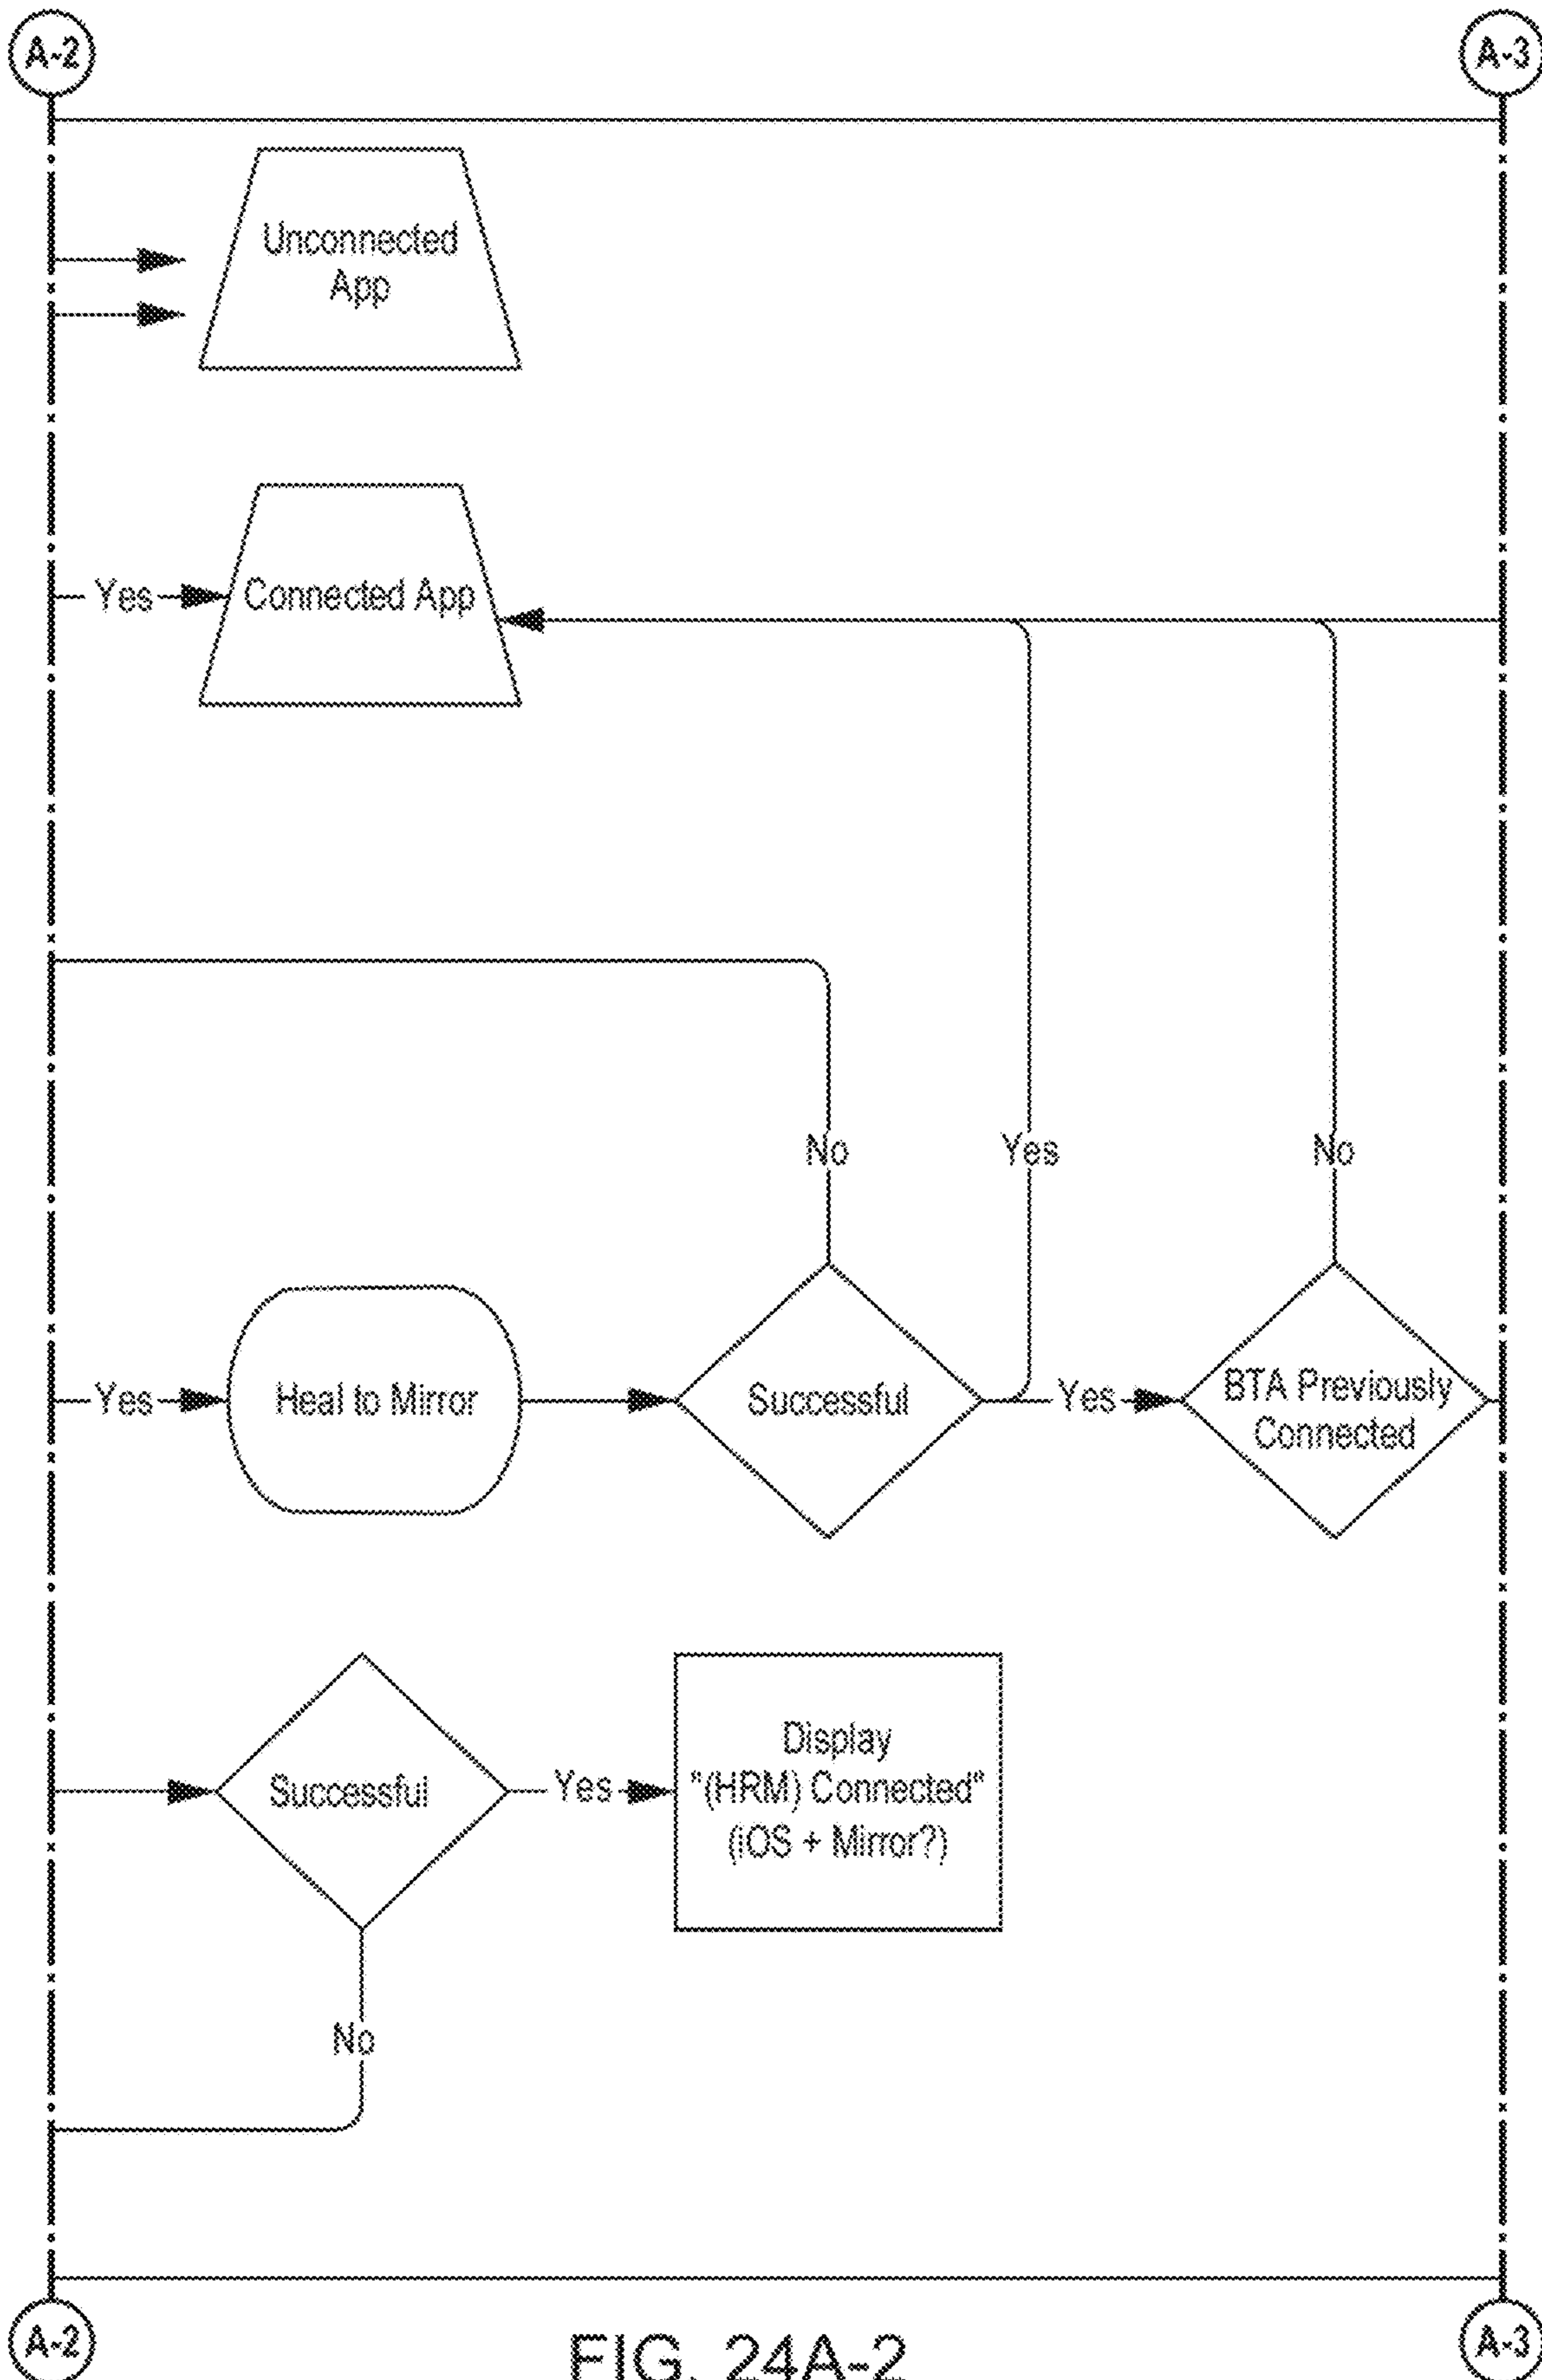 A-2
A-3
Unconnected
App
Yes
Connected App
No
Yes
No
Yes
Heal to Mirror
Successful
Yes
BTA Previously
Connected
Successful
Yes
Display
"(HRM) Connected"
(iOS + Mirror?)
No
A-2
A-3
FIG. 24A-2